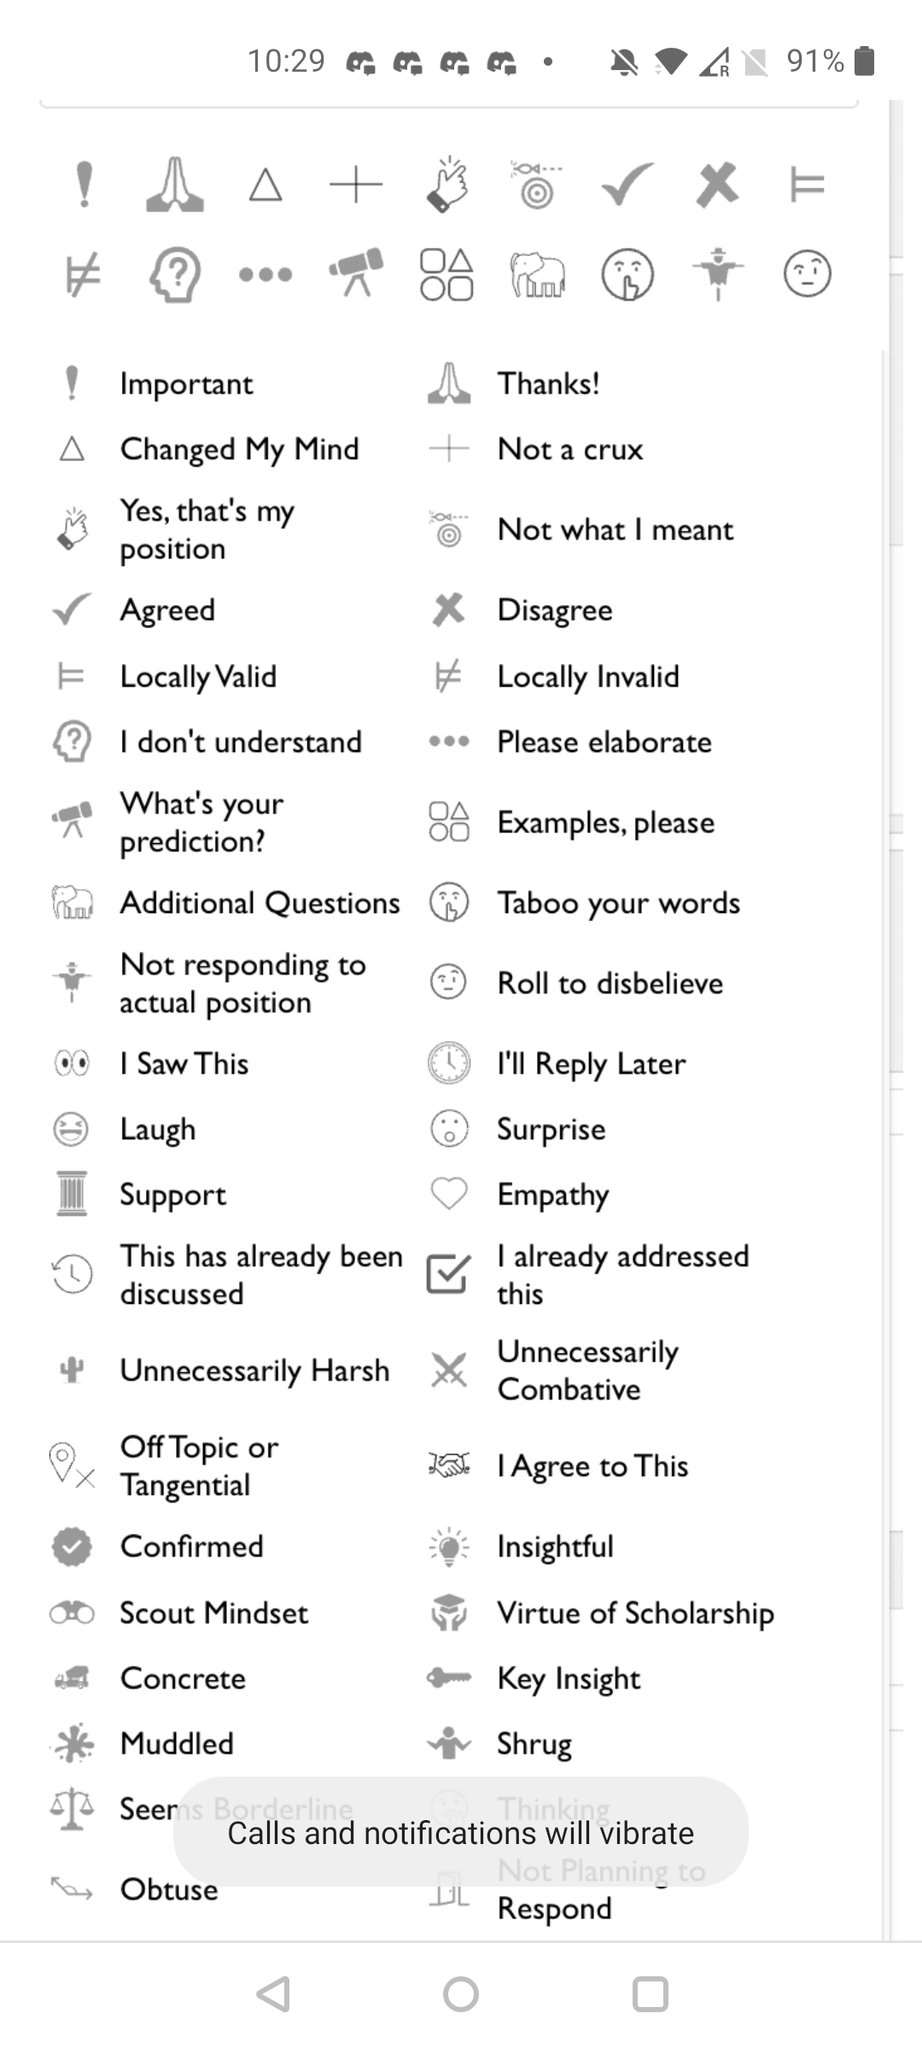 10:29
R
91%
Important
Thanks!
Changed My Mind
Not a crux
Yes, that's my
position
Not what I meant
Agreed
Disagree
Locally Valid
Locally Invalid
I don't understand
Please elaborate
What's your
prediction?
Examples, please
Additional Questions
Taboo your words
Not responding to
actual position
Roll to disbelieve
I Saw This
I'll Reply Later
Laugh
Surprise
Support
Empathy
This has already been
discussed
I already addressed
this
Unnecessarily Harsh
Unnecessarily
Combative
Off Topic or
Tangential
I Agree to This
Confirmed
Insightful
Scout Mindset
Virtue of Scholarship
Concrete
Key Insight
Muddled
Shrug
Seems Borderline
Thinking
Calls and notifications will vibrate
Obtuse
Not Planning to
Respond